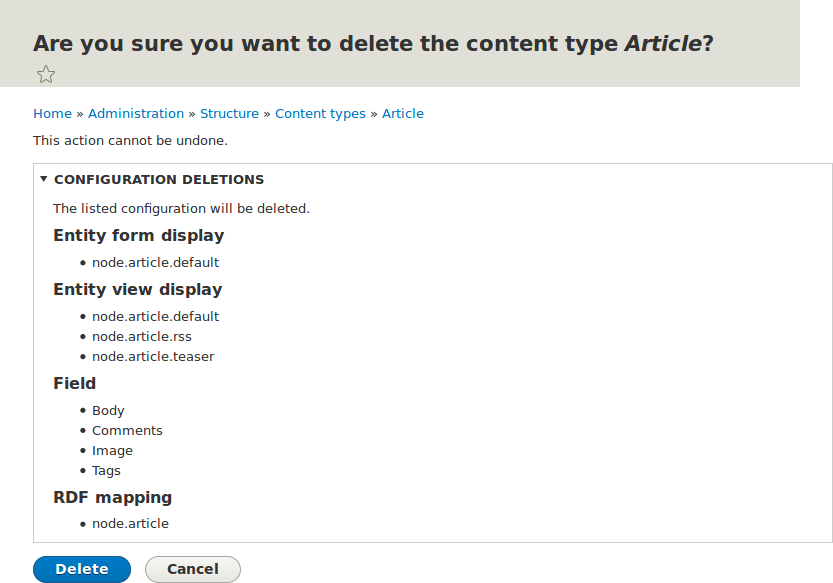 Are you sure you want to delete the content type Article?
Home » Administration » Structure » Content types » Article
This action cannot be undone.
CONFIGURATION DELETIONS
The listed configuration will be deleted.
Entity form display
node.article.default
Entity view display
node.article.default
node.article.rss
node.article.teaser
Field
Body
Comments
Image
Tags
RDF mapping
node.article
Delete Cancel